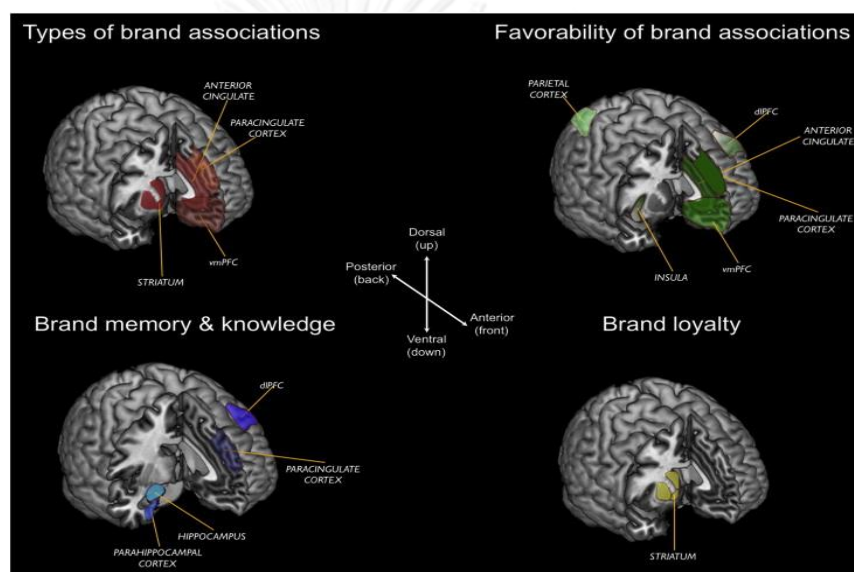 Types of brand associations
ANTERIOR
CINGULATE
PARACINGULATE
CORTEX
STRIATUM
vmPFC
Favorability of brand associations
PARIETAL
CORTEX
dlPFC
ANTERIOR
CINGULATE
PARACINGULATE
CORTEX
INSULA
vmPFC
Dorsal
(up)
Posterior
(back)
Anterior
(front)
Ventral
(down)
Brand memory & knowledge
dlPFC
PARACINGULATE
CORTEX
HIPPOCAMPUS
PARAHIPPOCAMPAL
CORTEX
Brand loyalty
STRIATUM